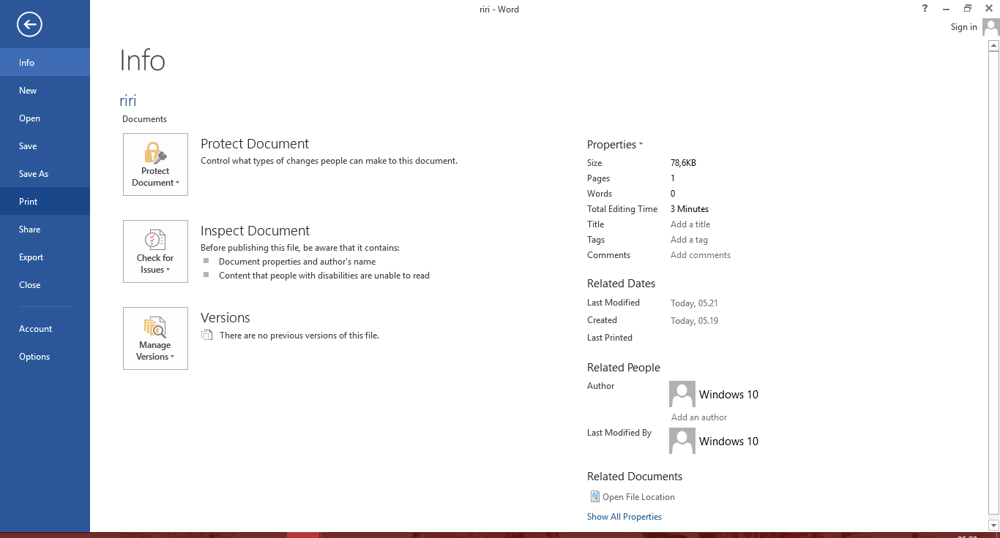 riri - Word
?
Sign in
Info
New
Open
Save
Save As
Print
Share
Export
Close
Account
Options
Info
riri
Documents
Protect Document
Protect Document
Control what types of changes people can make to this document.
Check for Issues
Inspect Document
Before publishing this file, be aware that it contains:
Document properties and author's name
Content that people with disabilities are unable to read
Manage Versions
Versions
There are no previous versions of this file.
Properties
Size 78,6KB
Pages 1
Words 0
Total Editing Time 3 Minutes
Title Add a title
Tags Add a tag
Comments Add comments
Related Dates
Last Modified Today, 05.21
Created Today, 05.19
Last Printed
Related People
Author Windows 10
Add an author
Last Modified By Windows 10
Related Documents
Open File Location
Show All Properties